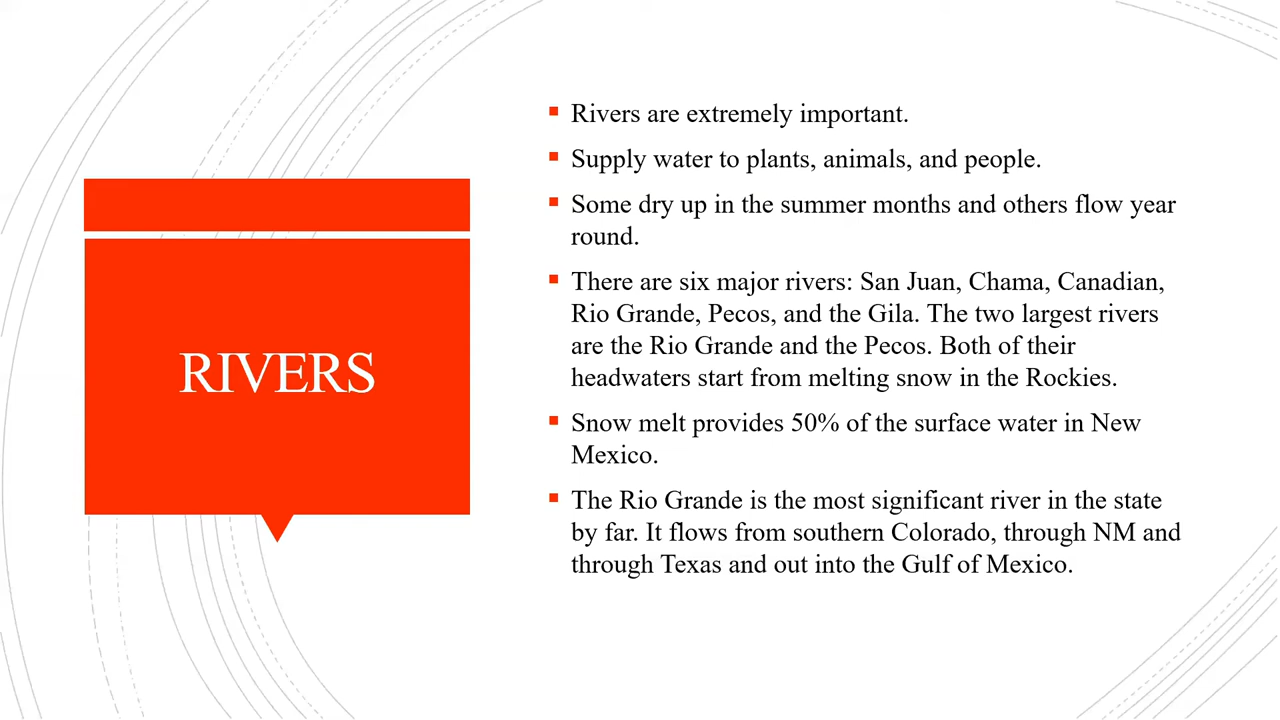 RIVERS
Rivers are extremely important.
Supply water to plants, animals, and people.
Some dry up in the summer months and others flow year
round.
There are six major rivers: San Juan, Chama, Canadian,
Rio Grande, Pecos, and the Gila. The two largest rivers
are the Rio Grande and the Pecos. Both of their
headwaters start from melting snow in the Rockies.
Snow melt provides 50% of the surface water in New
Mexico.
The Rio Grande is the most significant river in the state
by far. It flows from southern Colorado, through NM and
through Texas and out into the Gulf of Mexico.